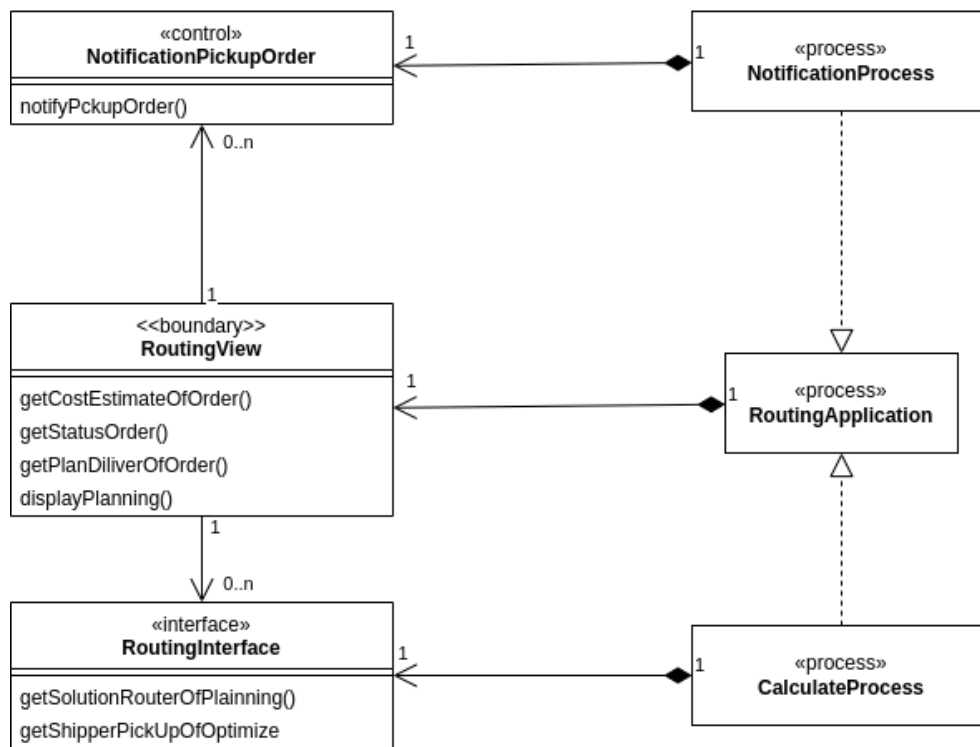 «control»
NotificationPickupOrder
notifyPckupOrder()
1
1
«process»
NotificationProcess
0..n
1
<<boundary>>
RoutingView
getCostEstimateOfOrder()
getStatusOrder()
getPlanDiliverOfOrder()
displayPlanning()
1
1
«process»
RoutingApplication
1
0..n
«interface»
RoutingInterface
getSolutionRouterOfPlainning()
getShipperPickUpOfOptimize
1
1
«process»
CalculateProcess